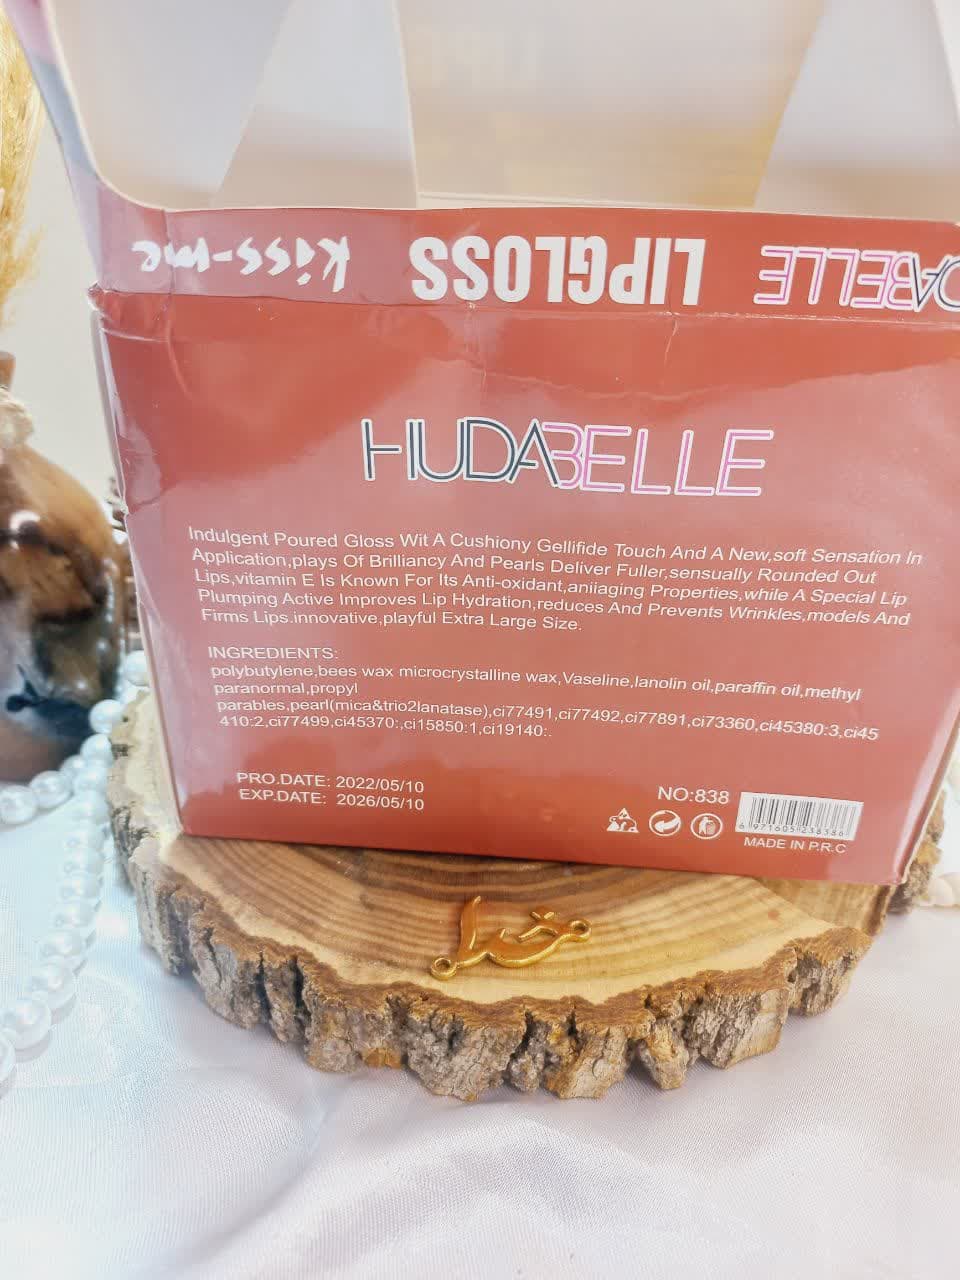 HUDABELLE LIPGLOSS kiss-me
HUDABELLE
Indulgent Poured Gloss Wit A Cushiony Gellifide Touch And A New,soft Sensation In
Application,plays Of Brilliancy And Pearls Deliver Fuller,sensually Rounded Out
Lips,vitamin E Is Known For Its Anti-oxidant,aniiaging Properties,while A Special Lip
Plumping Active Improves Lip Hydration,reduces And Prevents Wrinkles,models And
Firms Lips.innovative,playful Extra Large Size.
INGREDIENTS:
polybutylene,bees wax microcrystalline wax,Vaseline,lanolin oil,paraffin oil,methyl
paranormal,propyl
parables,pearl(mica&trio2lanatase),ci77491,ci77492,ci77891,ci73360,ci45380:3,ci45
410:2,ci77499,ci45370:,ci15850:1,ci19140:.
PRO.DATE: 2022/05/10
EXP.DATE: 2026/05/10
NO:838
6 971605 238386
MADE IN P.R.C